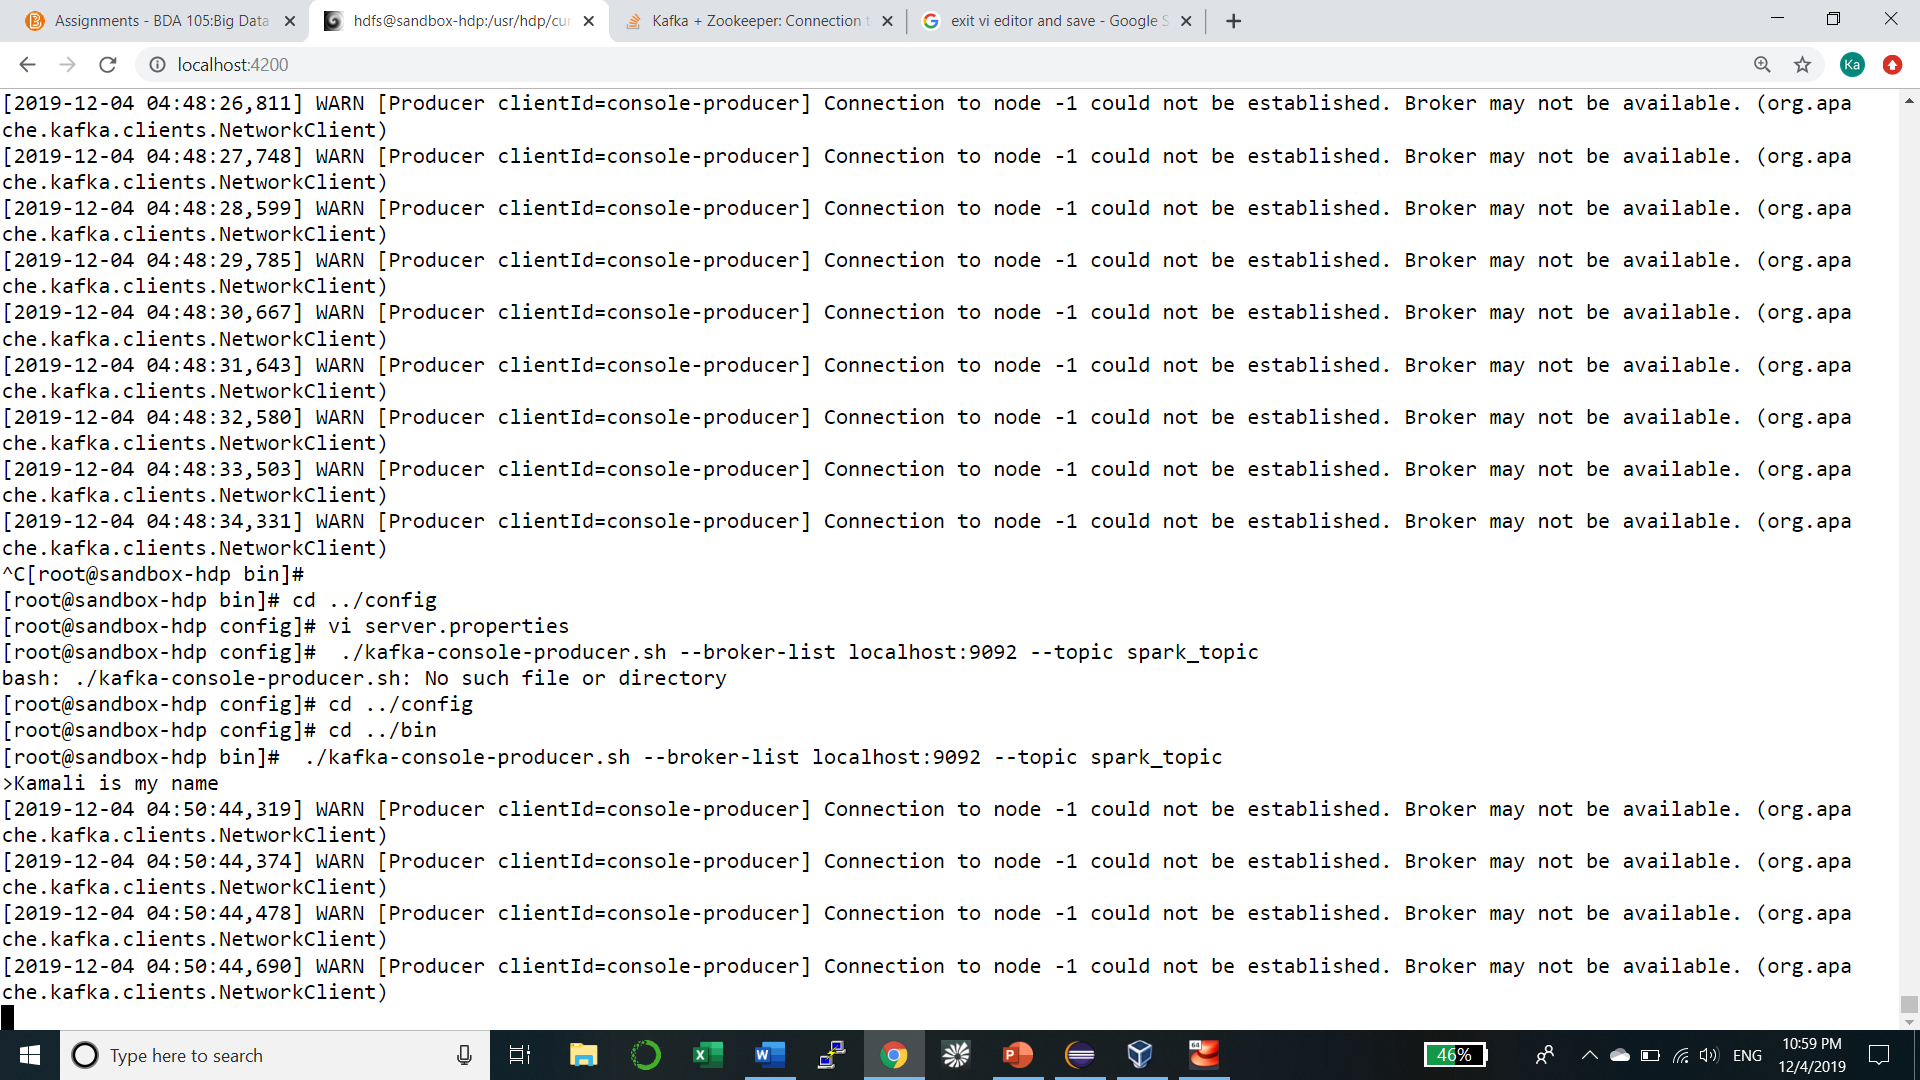 Assignments - BDA 105:Big Data
hdfs@sandbox-hdp:/usr/hdp/cur
Kafka + Zookeeper: Connection t
exit vi editor and save - Google S
localhost:4200
Ka
[2019-12-04 04:48:26,811] WARN [Producer clientId=console-producer] Connection to node -1 could not be established. Broker may not be available. (org.apa
che.kafka.clients.NetworkClient)
[2019-12-04 04:48:27,748] WARN [Producer clientId=console-producer] Connection to node -1 could not be established. Broker may not be available. (org.apa
che.kafka.clients.NetworkClient)
[2019-12-04 04:48:28,599] WARN [Producer clientId=console-producer] Connection to node -1 could not be established. Broker may not be available. (org.apa
che.kafka.clients.NetworkClient)
[2019-12-04 04:48:29,785] WARN [Producer clientId=console-producer] Connection to node -1 could not be established. Broker may not be available. (org.apa
che.kafka.clients.NetworkClient)
[2019-12-04 04:48:30,667] WARN [Producer clientId=console-producer] Connection to node -1 could not be established. Broker may not be available. (org.apa
che.kafka.clients.NetworkClient)
[2019-12-04 04:48:31,643] WARN [Producer clientId=console-producer] Connection to node -1 could not be established. Broker may not be available. (org.apa
che.kafka.clients.NetworkClient)
[2019-12-04 04:48:32,580] WARN [Producer clientId=console-producer] Connection to node -1 could not be established. Broker may not be available. (org.apa
che.kafka.clients.NetworkClient)
[2019-12-04 04:48:33,503] WARN [Producer clientId=console-producer] Connection to node -1 could not be established. Broker may not be available. (org.apa
che.kafka.clients.NetworkClient)
[2019-12-04 04:48:34,331] WARN [Producer clientId=console-producer] Connection to node -1 could not be established. Broker may not be available. (org.apa
che.kafka.clients.NetworkClient)
^C[root@sandbox-hdp bin]#
[root@sandbox-hdp bin]# cd ../config
[root@sandbox-hdp config]# vi server.properties
[root@sandbox-hdp config]#  ./kafka-console-producer.sh --broker-list localhost:9092 --topic spark_topic
bash: ./kafka-console-producer.sh: No such file or directory
[root@sandbox-hdp config]# cd ../config
[root@sandbox-hdp config]# cd ../bin
[root@sandbox-hdp bin]#  ./kafka-console-producer.sh --broker-list localhost:9092 --topic spark_topic
>Kamali is my name
[2019-12-04 04:50:44,319] WARN [Producer clientId=console-producer] Connection to node -1 could not be established. Broker may not be available. (org.apa
che.kafka.clients.NetworkClient)
[2019-12-04 04:50:44,374] WARN [Producer clientId=console-producer] Connection to node -1 could not be established. Broker may not be available. (org.apa
che.kafka.clients.NetworkClient)
[2019-12-04 04:50:44,478] WARN [Producer clientId=console-producer] Connection to node -1 could not be established. Broker may not be available. (org.apa
che.kafka.clients.NetworkClient)
[2019-12-04 04:50:44,690] WARN [Producer clientId=console-producer] Connection to node -1 could not be established. Broker may not be available. (org.apa
che.kafka.clients.NetworkClient)
Type here to search
46%
ENG
10:59 PM
12/4/2019